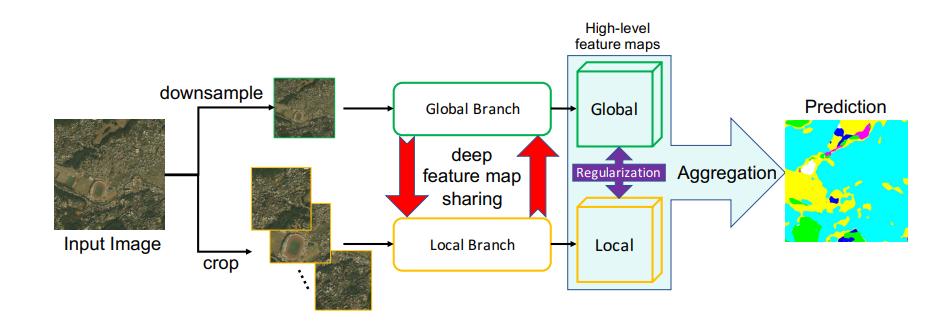 High-level
feature maps
downsample
Global Branch
Global
Prediction
deep
feature map
sharing
Regularization
Aggregation
Input Image
crop
Local Branch
Local